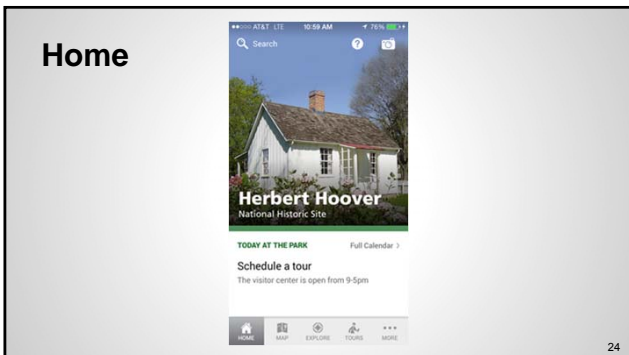 Home
AT&T LTE 10:59 AM 76%
Search ?
Herbert Hoover
National Historic Site
TODAY AT THE PARK Full Calendar >
Schedule a tour
The visitor center is open from 9-5pm
HOME MAP EXPLORE TOURS MORE
24